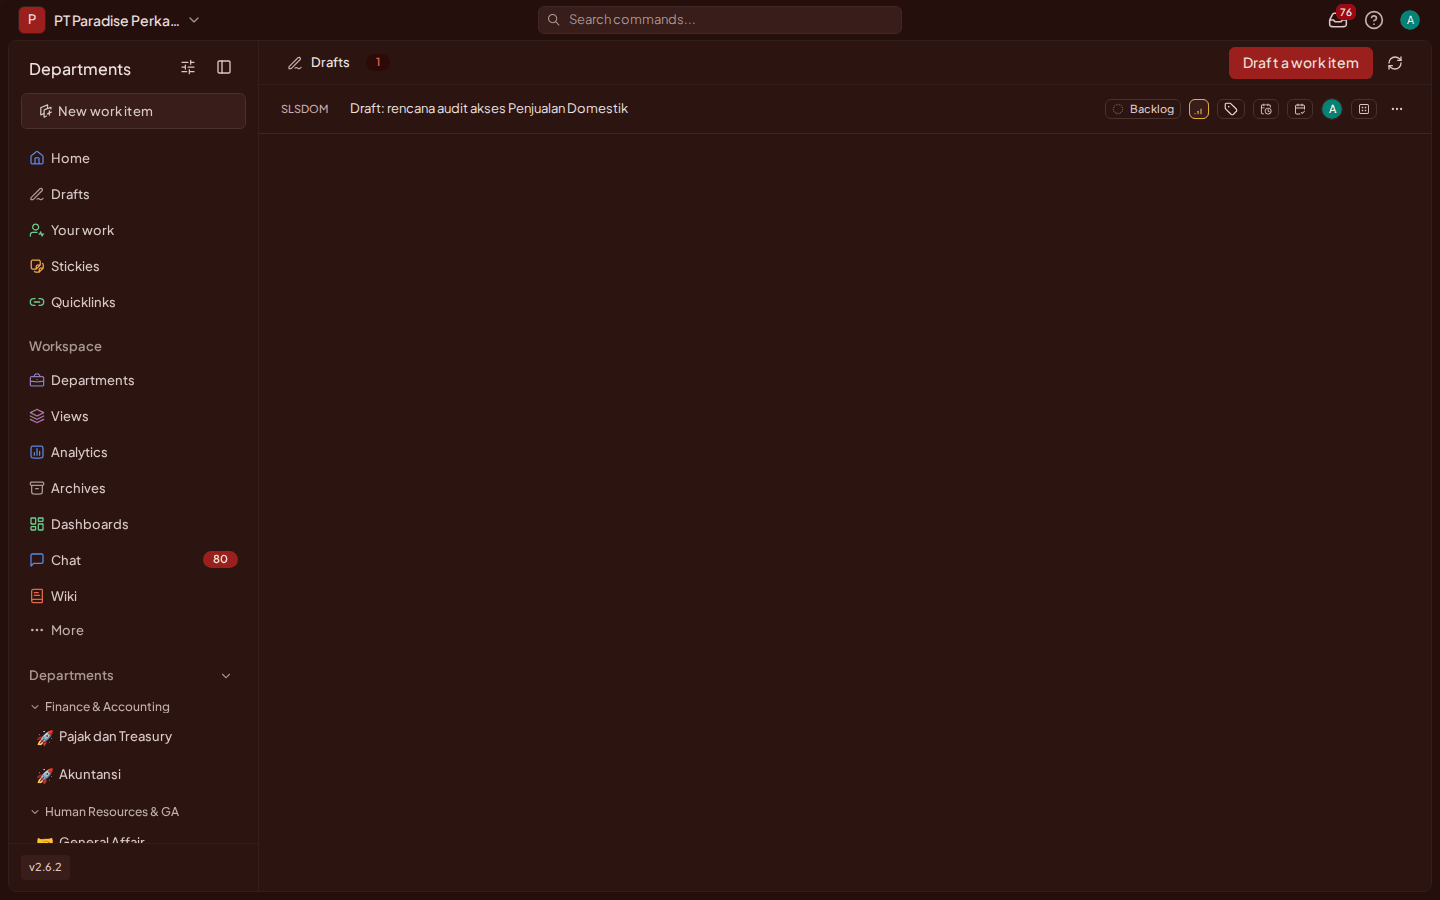 P PT Paradise Perka...
Search commands...
76
A
Departments
New work item
Home
Drafts
Your work
Stickies
Quicklinks
Workspace
Departments
Views
Analytics
Archives
Dashboards
Chat 80
Wiki
More
Departments
Finance & Accounting
Pajak dan Treasury
Akuntansi
Human Resources & GA
General Affair
v2.6.2
Drafts 1
Draft a work item
SLSDOM Draft: rencana audit akses Penjualan Domestik
Backlog
A